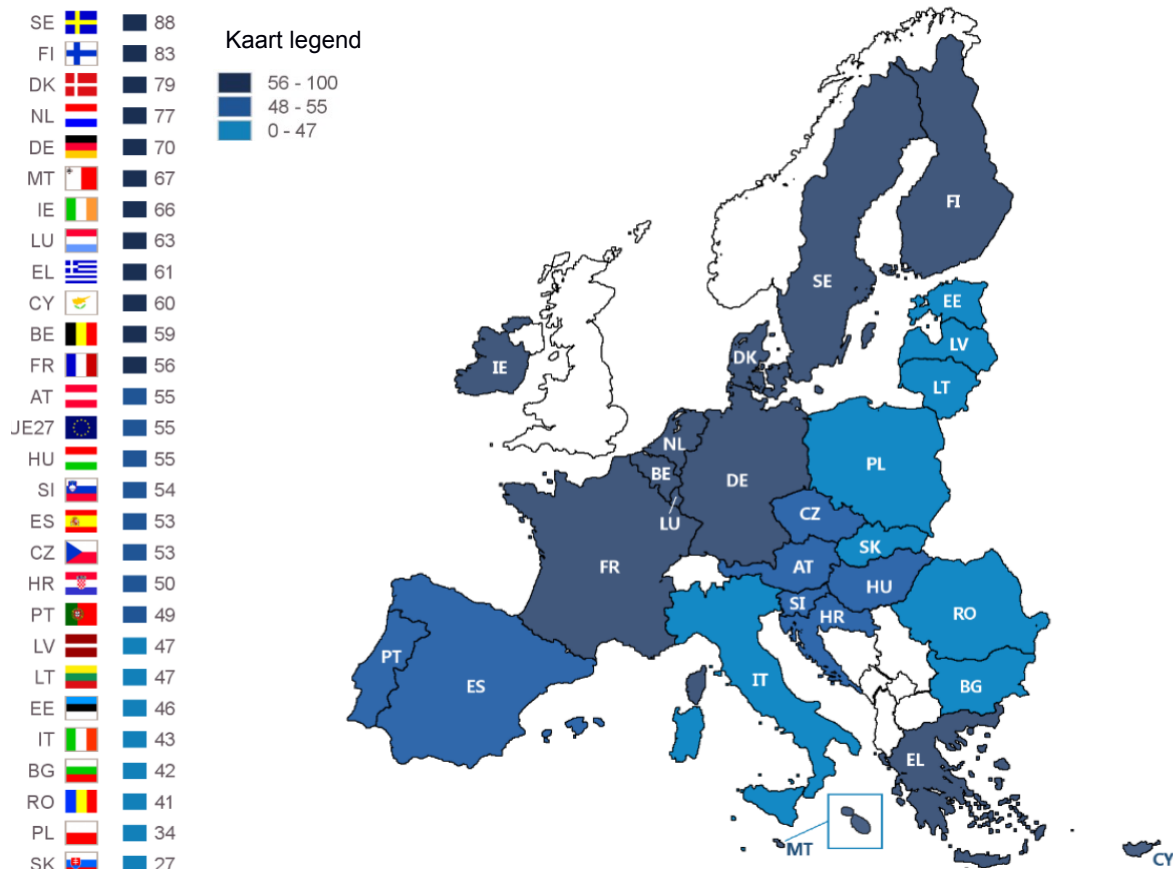 SE 88
FI 83
DK 79
NL 77
DE 70
MT 67
IE 66
LU 63
EL 61
CY 60
BE 59
FR 56
AT 55
JE27 55
HU 55
SI 54
ES 53
CZ 53
HR 50
PT 49
LV 47
LT 47
EE 46
IT 43
BG 42
RO 41
PL 34
SK 27
Kaart legend
56 - 100
48 - 55
0 - 47
FI
SE
EE
LV
LT
DK
IE
NL
PL
BE
DE
LU
CZ
SK
FR
AT
HU
SI
HR
RO
PT
ES
IT
BG
EL
MT
CY